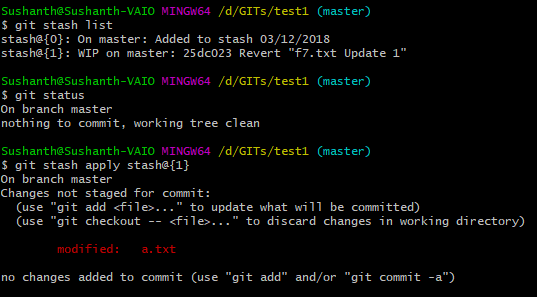 Sushanth@Sushanth-VAIO MINGW64 /d/GITs/test1 (master)
$ git stash list
stash@{0}: On master: Added to stash 03/12/2018
stash@{1}: WIP on master: 25dc023 Revert "f7.txt Update 1"
Sushanth@Sushanth-VAIO MINGW64 /d/GITs/test1 (master)
$ git status
On branch master
nothing to commit, working tree clean
Sushanth@Sushanth-VAIO MINGW64 /d/GITs/test1 (master)
$ git stash apply stash@{1}
On branch master
Changes not staged for commit:
  (use "git add <file>..." to update what will be committed)
  (use "git checkout -- <file>..." to discard changes in working directory)
        modified:   a.txt
no changes added to commit (use "git add" and/or "git commit -a")